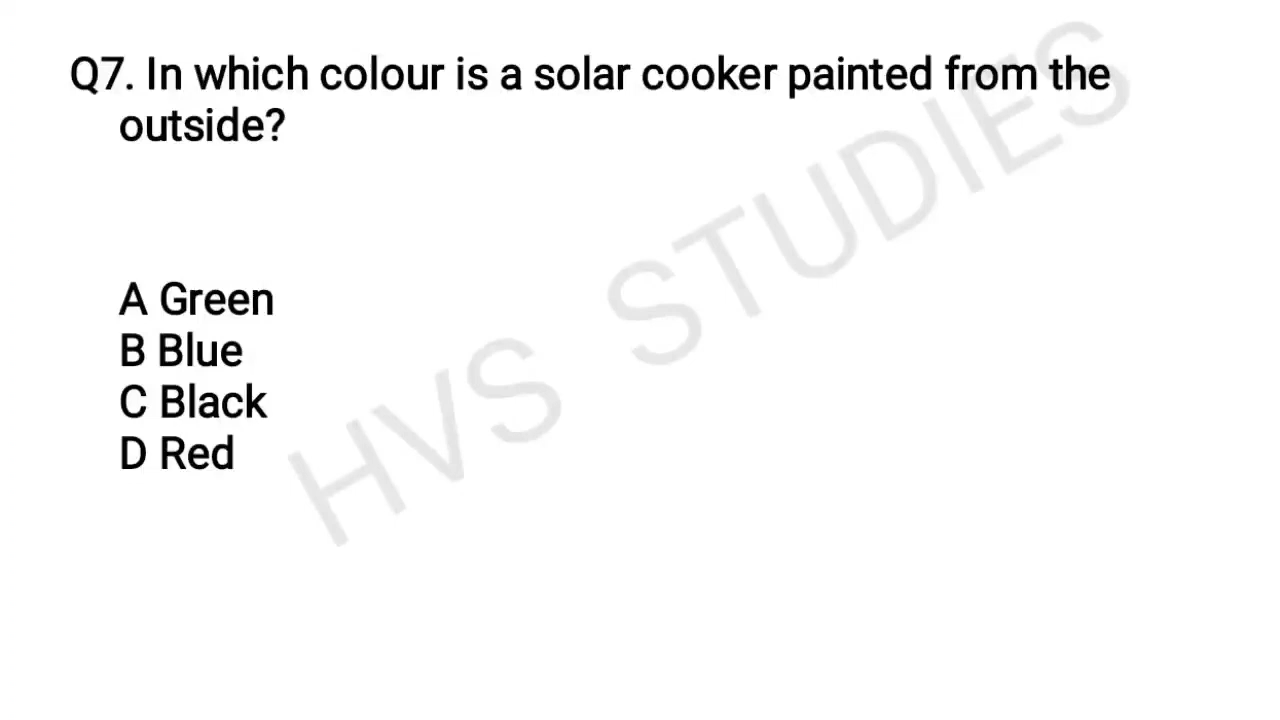 Q7. In which colour is a solar cooker painted from the
outside?
A Green
B Blue
C Black
D Red
HVS STUDIES